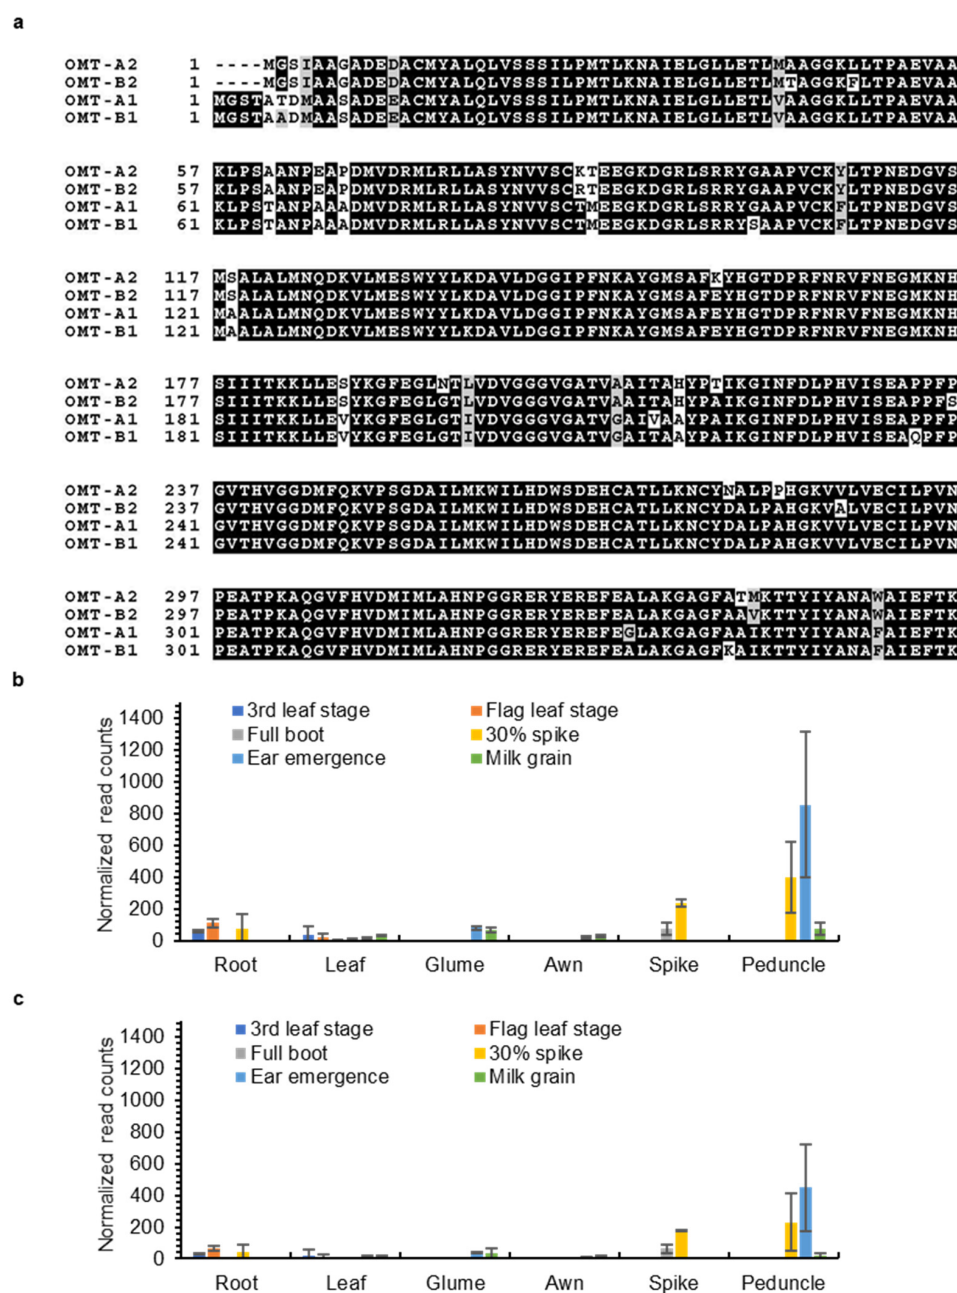 a
OMT-A2 1 ----MGSIAAGADEDACMYALQLVSSSILPMTLKNAIELGLLETLMAAGGKLLTPAEVAA
OMT-B2 1 ----MGSIAAGADEDACMYALQLVSSSILPMTLKNAIELGLLETLMTAGGKFLTPAEVAA
OMT-A1 1 MGSTATDMAASADEEACMYALQLVSSSILPMTLKNAIELGLLETLVAAGGKLLTPAEVAA
OMT-B1 1 MGSTAADMAASADEEACMYALQLVSSSILPMTLKNAIELGLLETLVAAGGKLLTPAEVAA
OMT-A2 57 KLPSAANPEAPDMVDRMLRLLASYNVVSCKTEEGKDGRLSRRYGAAPVCKYLTPNEDGVS
OMT-B2 57 KLPSAANPEAPDMVDRMLRLLASYNVVSCRTEEGKDGRLSRRYGAAPVCKYLTPNEDGVS
OMT-A1 61 KLPSTANPAAADMVDRMLRLLASYNVVSCTMEEGKDGRLSRRYGAAPVCKFLTPNEDGVS
OMT-B1 61 KLPSTANPAAADMVDRMLRLLASYNVVSCTMEEGKDGRLSRRYSAAPVCKFLTPNEDGVS
OMT-A2 117 MSALALMNQDKVLMESWYYLKDAVLDGGIPFNKAYGMSAFKYHGTDPRFNRVFNEGMKNH
OMT-B2 117 MSALALMNQDKVLMESWYYLKDAVLDGGIPFNKAYGMSAFEYHGTDPRFNRVFNEGMKNH
OMT-A1 121 MAALALMNQDKVLMESWYYLKDAVLDGGIPFNKAYGMSAFEYHGTDPRFNRVFNEGMKNH
OMT-B1 121 MAALALMNQDKVLMESWYYLKDAVLDGGIPFNKAYGMSAFEYHGTDPRFNRVFNEGMKNH
OMT-A2 177 SIIITKKLLESYKGFEGLNTLVDVGGGVGATVAAITAHYPTIKGINFDLPHVISEAPPFP
OMT-B2 177 SIIITKKLLESYKGFEGLGTLVDVGGGVGATVAAITAHYPAIKGINFDLPHVISEAPPFS
OMT-A1 181 SIIITKKLLEVYKGFEGLGTIVDVGGGVGATVGAIVAAYPAIKGINFDLPHVISEAPPFP
OMT-B1 181 SIIITKKLLEVYKGFEGLGTIVDVGGGVGATVGAITAAYPAIKGINFDLPHVISEAQPFP
OMT-A2 237 GVTHVGGDMFQKVPSGDAILMKWILHDWSDEHCATLLKNCYNALPPHGKVVLVECILPVN
OMT-B2 237 GVTHVGGDMFQKVPSGDAILMKWILHDWSDEHCATLLKNCYDALPAHGKVALVECILPVN
OMT-A1 241 GVTHVGGDMFQKVPSGDAILMKWILHDWSDEHCATLLKNCYDALPAHGKVVLVECILPVN
OMT-B1 241 GVTHVGGDMFQKVPSGDAILMKWILHDWSDEHCATLLKNCYDALPAHGKVVLVECILPVN
OMT-A2 297 PEATPKAQGVFHVDMIMLAHNPGGRERYEREFEALAKGAGFATMKTTYIYANAWAIEFTK
OMT-B2 297 PEATPKAQGVFHVDMIMLAHNPGGRERYEREFEALAKGAGFAAVKTTYIYANAWAIEFTK
OMT-A1 301 PEATPKAQGVFHVDMIMLAHNPGGRERYEREFEGLAKGAGFAAIKTTYIYANAFAIEFTK
OMT-B1 301 PEATPKAQGVFHVDMIMLAHNPGGRERYEREFEALAKGAGFKAIKTTYIYANAFAIEFTK
b
3rd leaf stage Flag leaf stage
Full boot 30% spike
Ear emergence Milk grain
Normalized read counts
1400
1200
1000
800
600
400
200
0
Root Leaf Glume Awn Spike Peduncle
c
3rd leaf stage Flag leaf stage
Full boot 30% spike
Ear emergence Milk grain
Normalized read counts
1400
1200
1000
800
600
400
200
0
Root Leaf Glume Awn Spike Peduncle